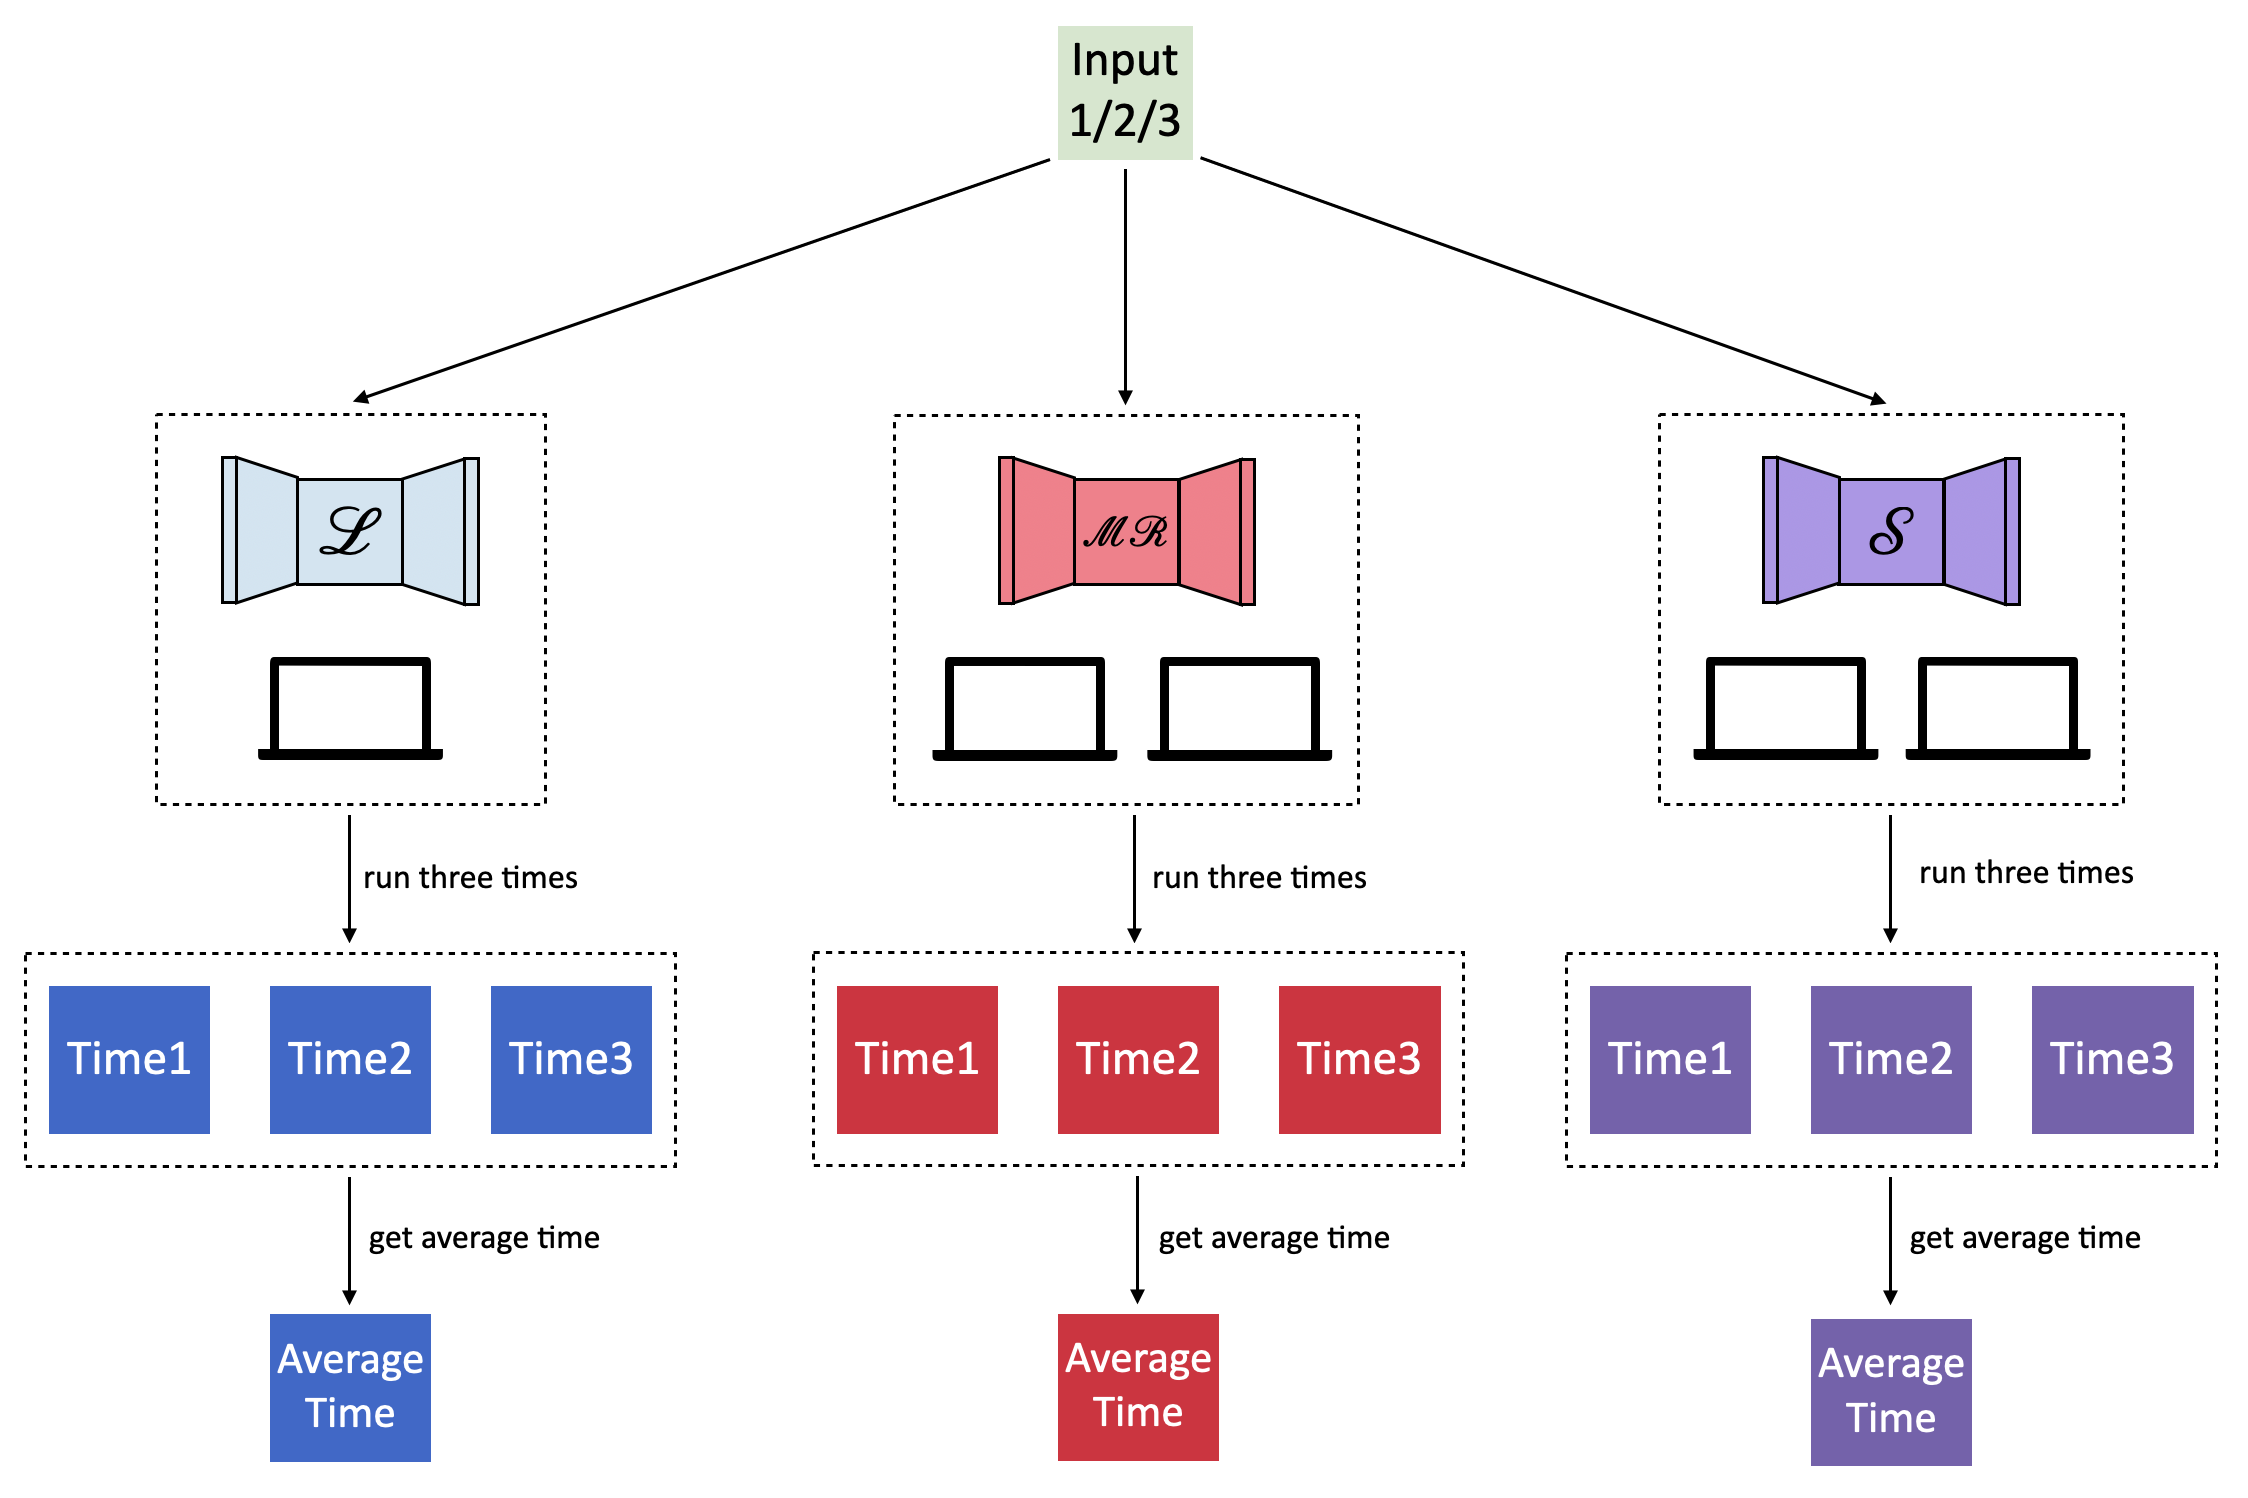 Input
1/2/3
ℒ
ℳℛ
𝒮
run three times
run three times
run three times
Time1 Time2 Time3
Time1 Time2 Time3
Time1 Time2 Time3
get average time
get average time
get average time
Average
Time
Average
Time
Average
Time